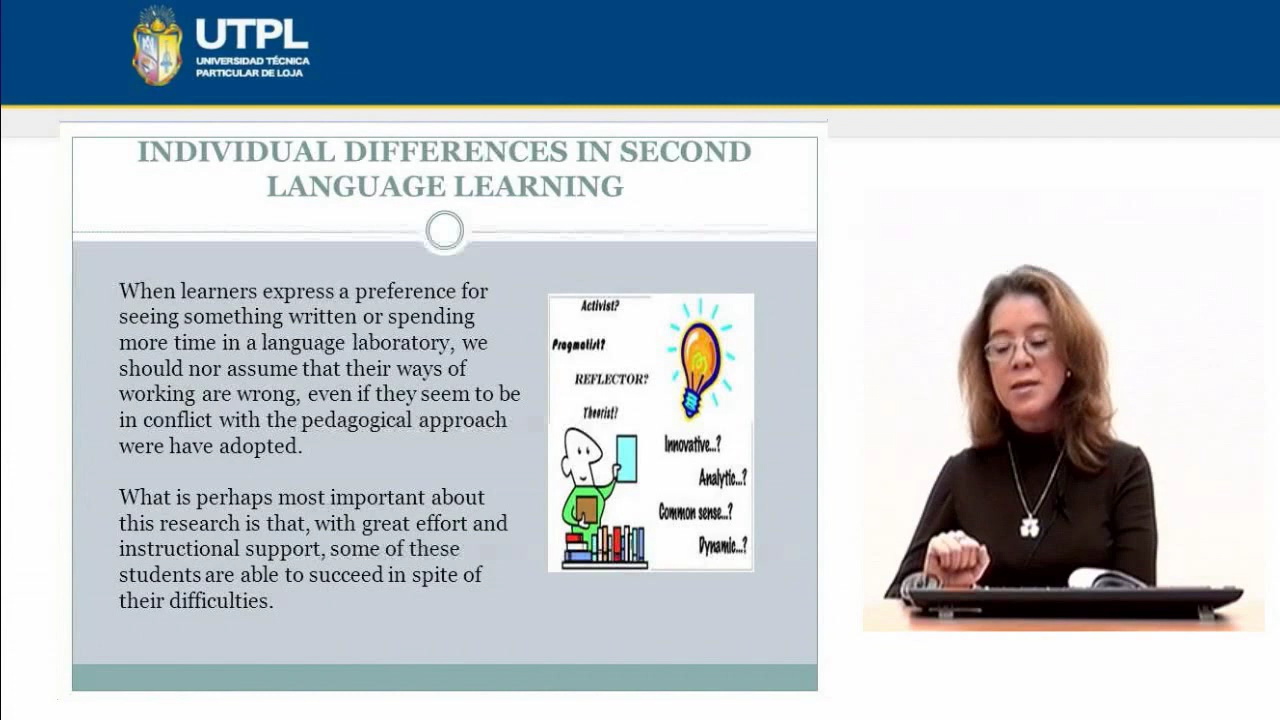 UTPL
UNIVERSIDAD TÉCNICA
PARTICULAR DE LOJA
INDIVIDUAL DIFFERENCES IN SECOND
LANGUAGE LEARNING
When learners express a preference for
seeing something written or spending
more time in a language laboratory, we
should nor assume that their ways of
working are wrong, even if they seem to be
in conflict with the pedagogical approach
were have adopted.
What is perhaps most important about
this research is that, with great effort and
instructional support, some of these
students are able to succeed in spite of
their difficulties.
Activist?
Pragmatist?
REFLECTOR?
Theorist?
Innovative...?
Analytic...?
Common sense...?
Dynamic...?